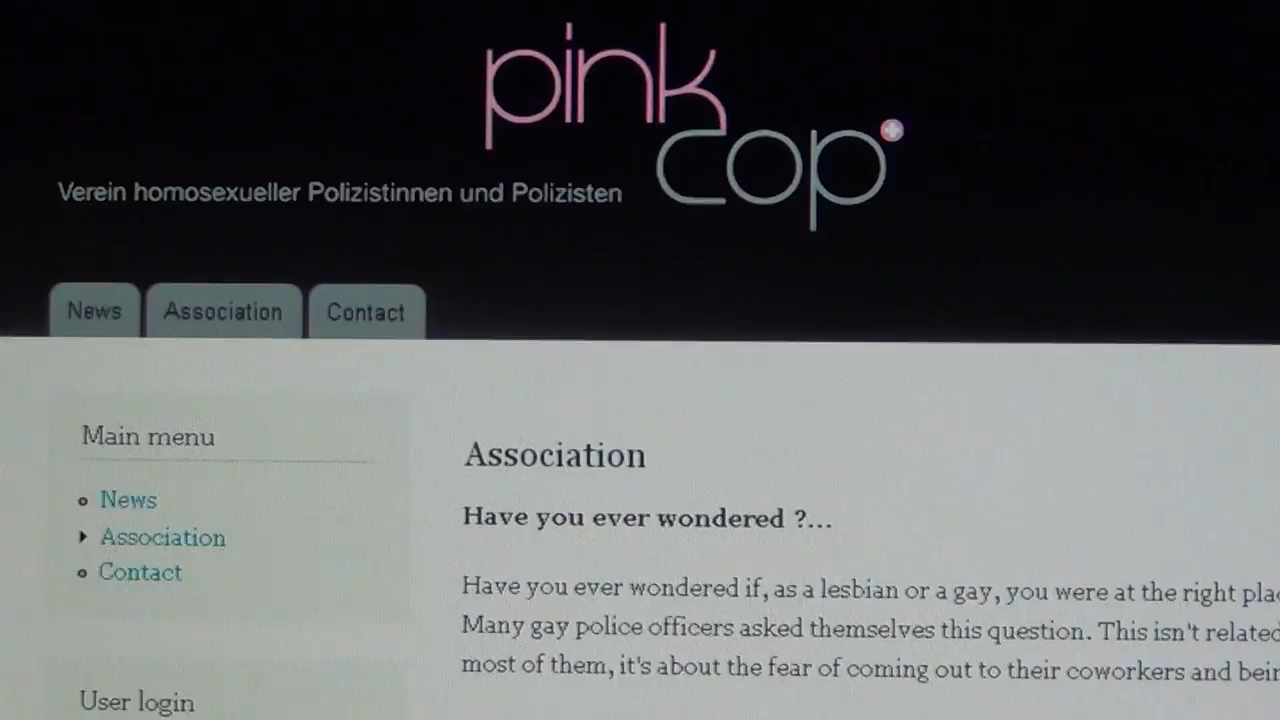 pink
cop
Verein homosexueller Polizistinnen und Polizisten
News Association Contact
Main menu
News
Association
Contact
User login
Association
Have you ever wondered ?...
Have you ever wondered if, as a lesbian or a gay, you were at the right
Many gay police officers asked themselves this question. This isn't related
most of them, it's about the fear of coming out to their coworkers and